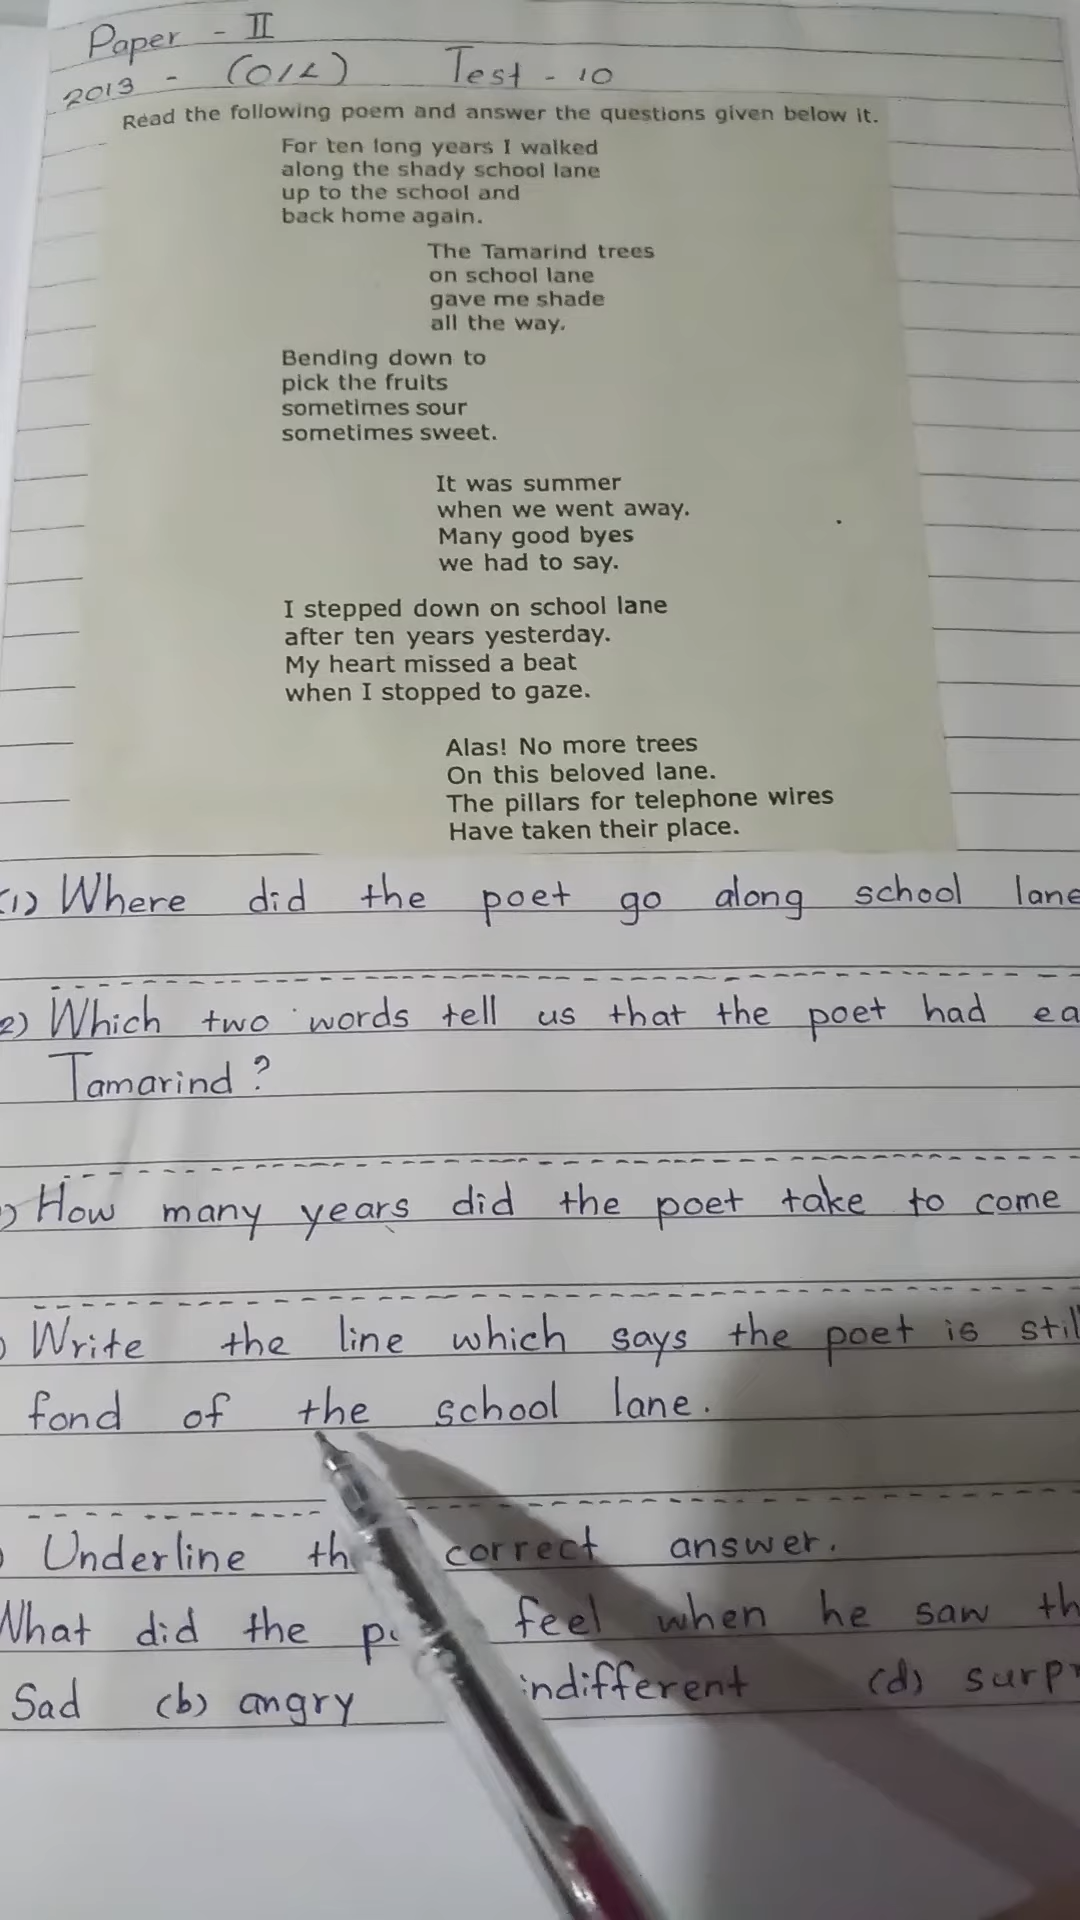 Paper - II
2013 - (O/L) Test - 10
Read the following poem and answer the questions given below it.
For ten long years I walked
along the shady school lane
up to the school and
back home again.
The Tamarind trees
on school lane
gave me shade
all the way.
Bending down to
pick the fruits
sometimes sour
sometimes sweet.
It was summer
when we went away.
Many good byes
we had to say.
I stepped down on school lane
after ten years yesterday.
My heart missed a beat
when I stopped to gaze.
Alas! No more trees
On this beloved lane.
The pillars for telephone wires
Have taken their place.
(1) Where did the poet go along school lane
2) Which two words tell us that the poet had ea
Tamarind ?
) How many years did the poet take to come
) Write the line which says the poet is stil
fond of the school lane.
) Underline th correct answer.
What did the po feel when he saw th
Sad (b) angry indifferent (d) surpr